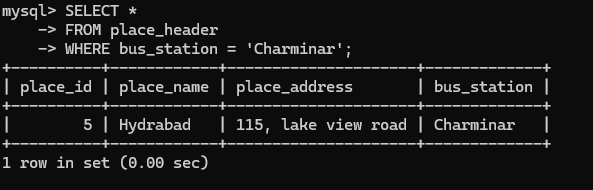 mysql> SELECT *
    -> FROM place_header
    -> WHERE bus_station = 'Charminar';
+----------+------------+---------------------+-------------+
| place_id | place_name | place_address       | bus_station |
+----------+------------+---------------------+-------------+
|        5 | Hydrabad   | 115, lake view road | Charminar   |
+----------+------------+---------------------+-------------+
1 row in set (0.00 sec)